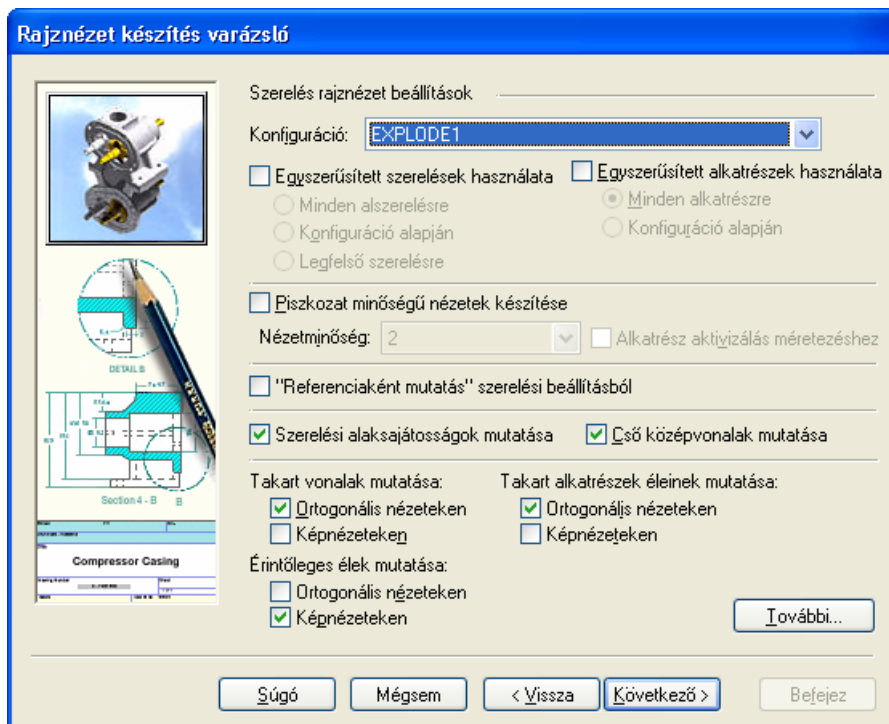 Rajznézet készítés varázsló
Szerelés rajznézet beállítások
Konfiguráció: EXPLODE1
Egyszerűsített szerelések használata
Egyszerűsített alkatrészek használata
Minden alszerelésre
Minden alkatrészre
Konfiguráció alapján
Konfiguráció alapján
Legfelső szerelésre
Piszkozat minőségű nézetek készítése
Nézetminőség: 2
Alkatrész aktivizálás méretezéshez
"Referenciaként mutatás" szerelési beállításból
Szerelési alaksajátosságok mutatása
Cső középvonalak mutatása
Takart vonalak mutatása:
Takart alkatrészek éleinek mutatása:
Ortogonális nézeteken
Ortogonális nézeteken
Képnézeteken
Képnézeteken
Érintőleges élek mutatása:
Ortogonális nézeteken
Képnézeteken
További...
DETAIL B
Section 4 - B
B
Compressor Casing
Súgó
Mégsem
< Vissza
Következő >
Befejez